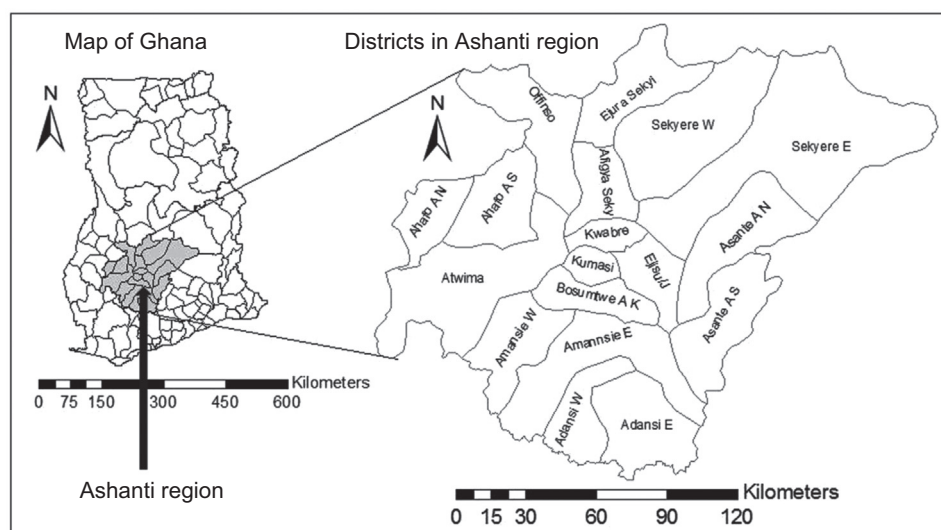 Map of Ghana
Districts in Ashanti region
N
N
Offinso
Ejura Sekyi
Sekyere W
Sekyere E
Afigya Seky
Ahafo A N
Ahafo A S
Asante A N
Kwabre
Kumasi
Ejisu/J
Atwima
Bosumtwe A K
Asante A S
Amansie W
Amannsie E
Adansi W
Adansi E
Kilometers
0 75 150 300 450 600
Ashanti region
Kilometers
0 15 30 60 90 120